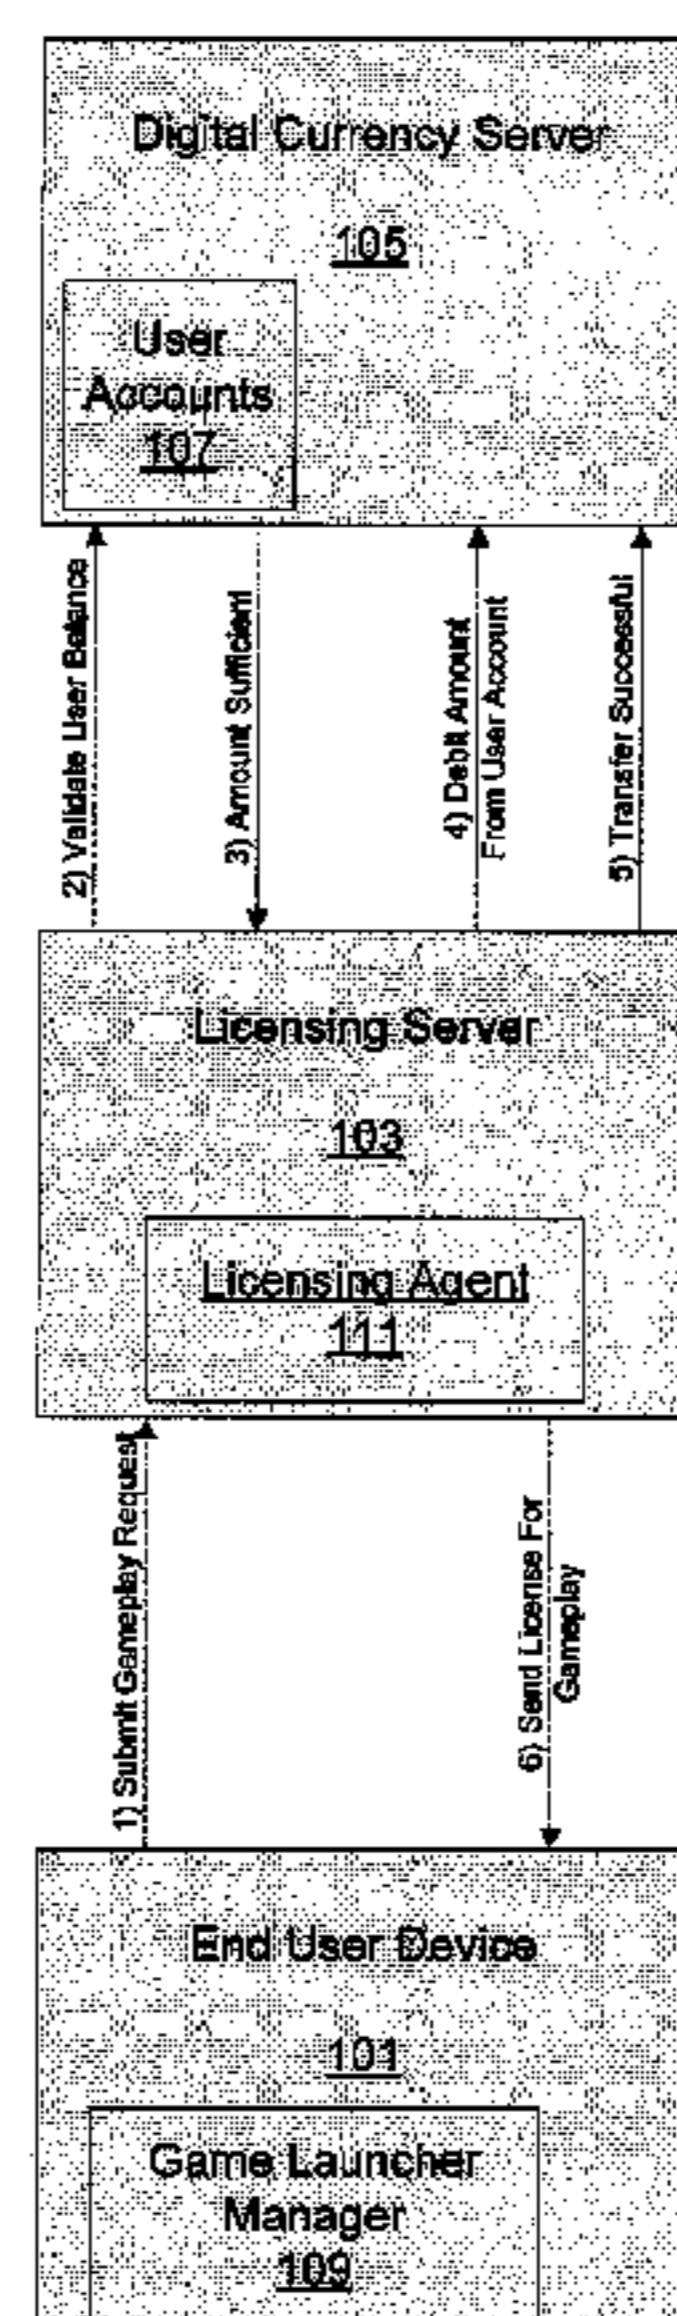 Digital Currency Server
105
User
Accounts
107
2) Validate User Balance
3) Amount Sufficient
4) Debit Amount
From User Account
5) Transfer Successful
Licensing Server
103
Licensing Agent
111
1) Submit Gameplay Request
6) Send License For
Gameplay
End User Device
101
Game Launcher
Manager
109